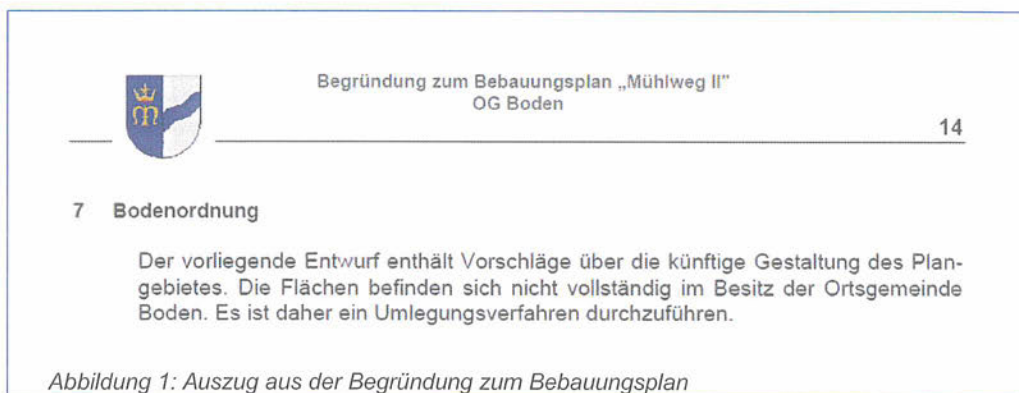 Begründung zum Bebauungsplan „Mühlweg II"
OG Boden
14
7 Bodenordnung
Der vorliegende Entwurf enthält Vorschläge über die künftige Gestaltung des Plan-
gebietes. Die Flächen befinden sich nicht vollständig im Besitz der Ortsgemeinde
Boden. Es ist daher ein Umlegungsverfahren durchzuführen.
Abbildung 1: Auszug aus der Begründung zum Bebauungsplan